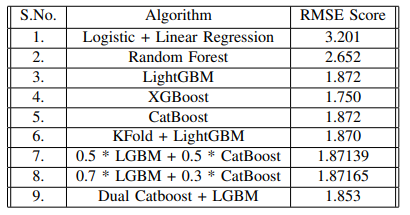 S.No. Algorithm RMSE Score
1. Logistic + Linear Regression 3.201
2. Random Forest 2.652
3. LightGBM 1.872
4. XGBoost 1.750
5. CatBoost 1.872
6. KFold + LightGBM 1.870
7. 0.5 * LGBM + 0.5 * CatBoost 1.87139
8. 0.7 * LGBM + 0.3 * CatBoost 1.87165
9. Dual Catboost + LGBM 1.853